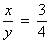 x/y = 3/4